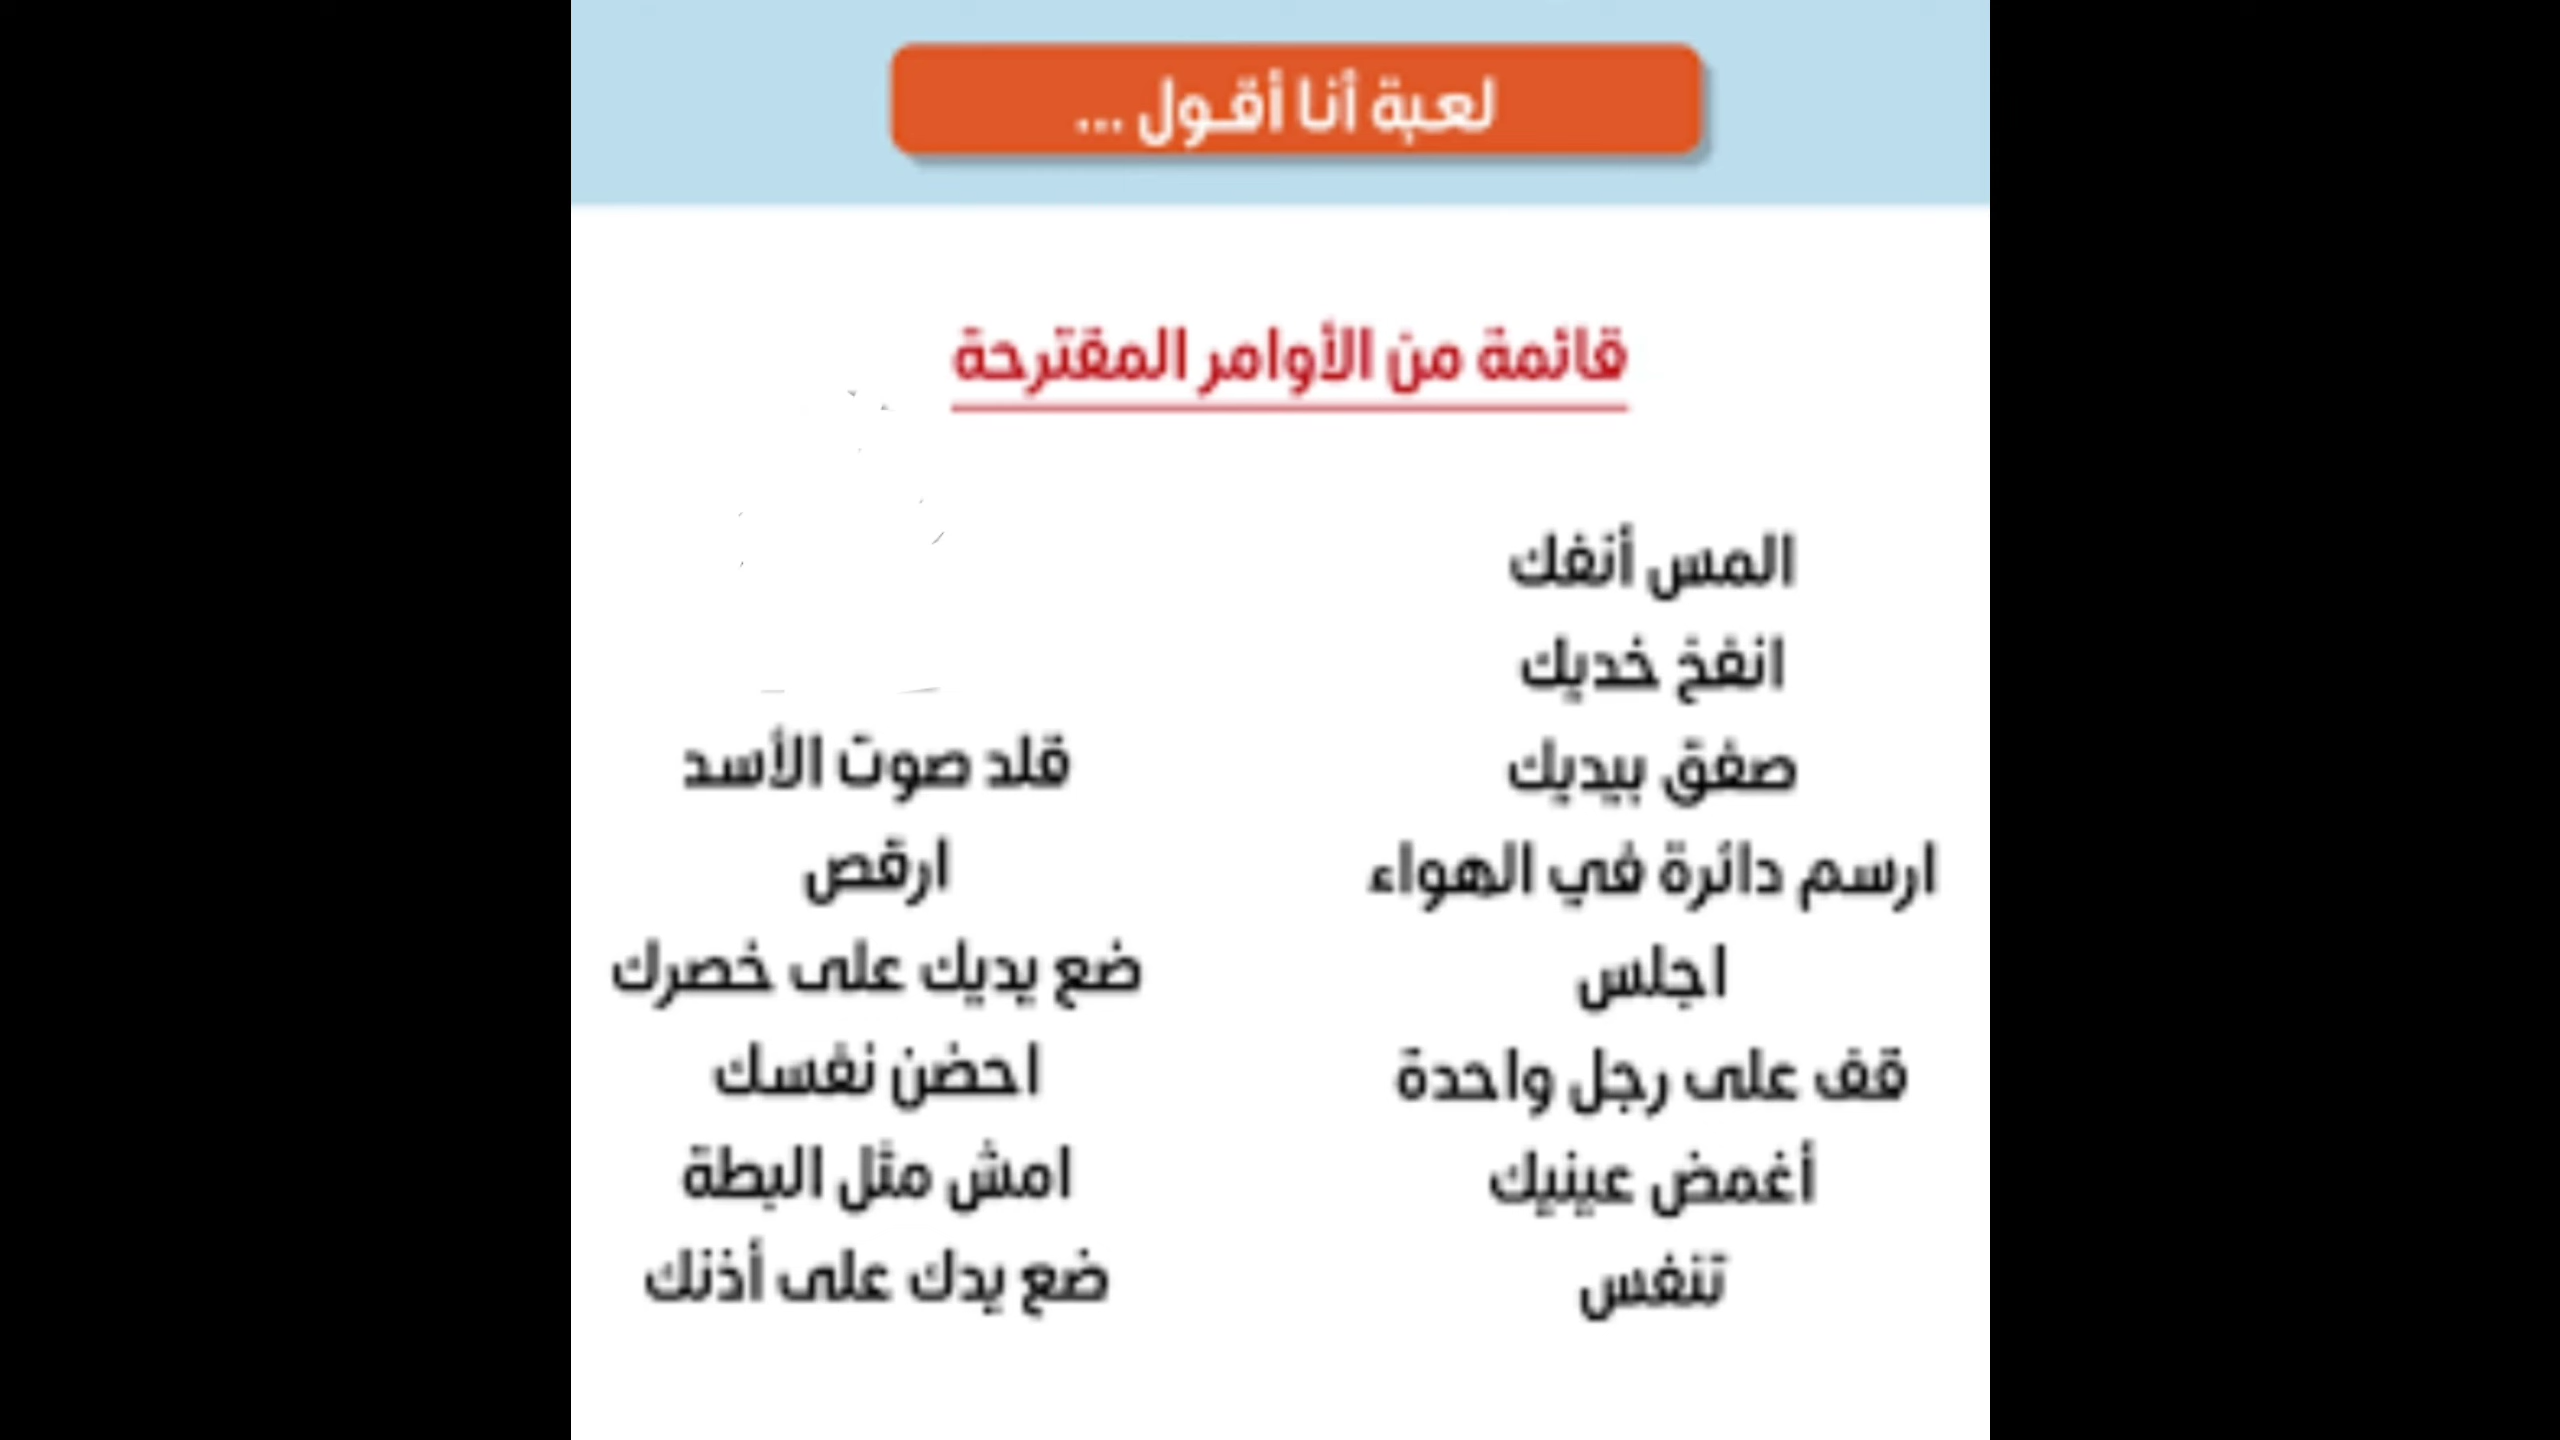 لعبة أنا أقول ...
قائمة من الأوامر المقترحة
المس أنفك
انفخ خديك
صفق بيديك
ارسم دائرة في الهواء
اجلس
قف على رجل واحدة
أغمض عينيك
تنفس
قلد صوت الأسد
ارقص
ضع يديك على خصرك
احضن نفسك
امش مثل البطة
ضع يدك على أذنك